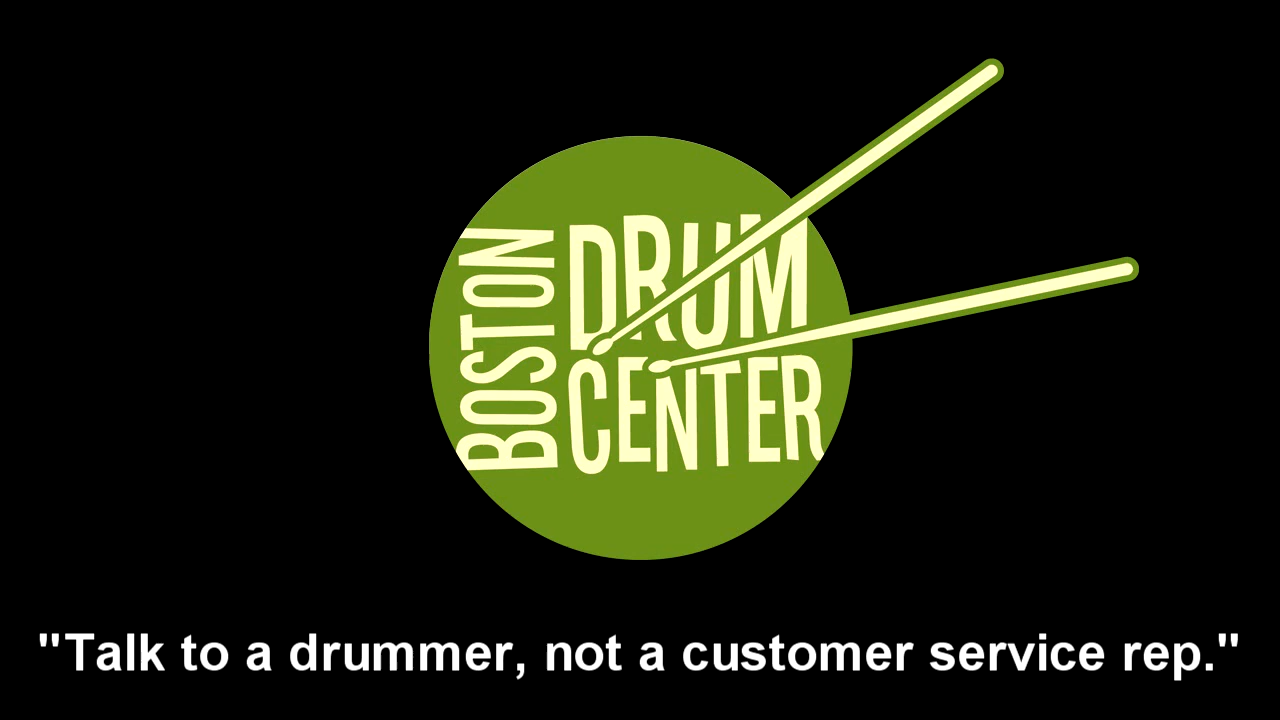 BOSTON
DRUM
CENTER
"Talk to a drummer, not a customer service rep."